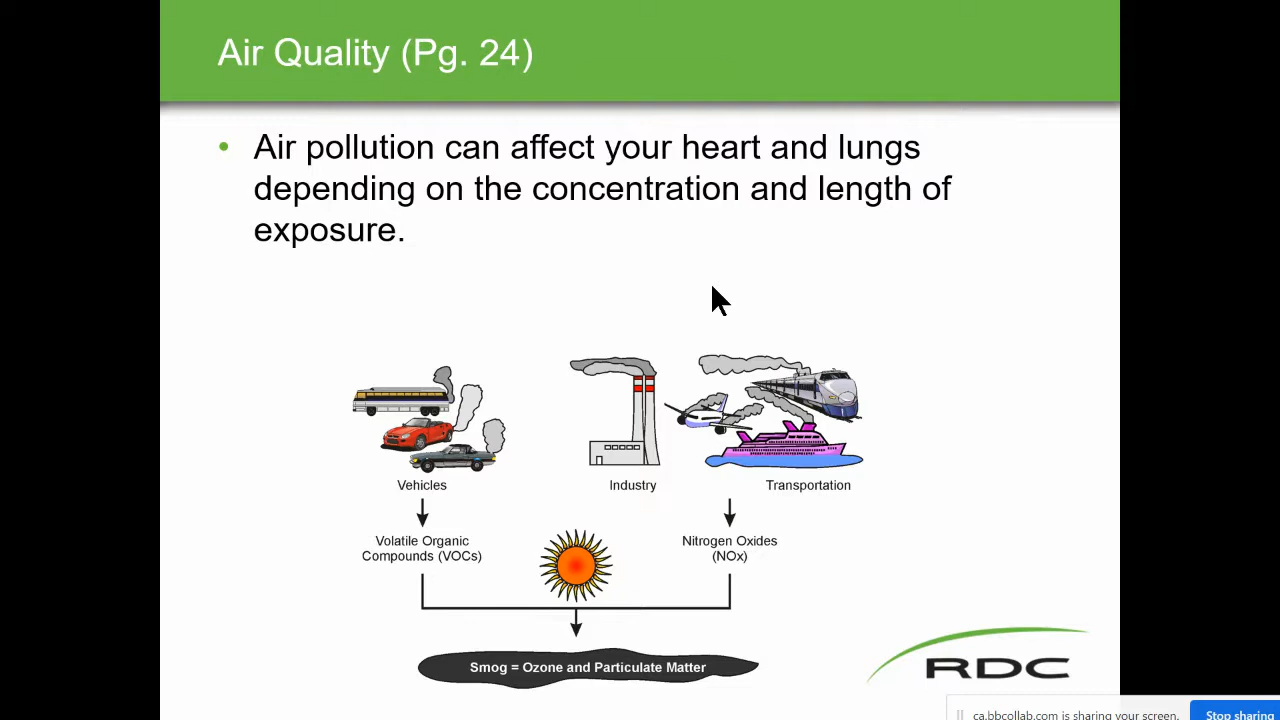 Air Quality (Pg. 24)
• Air pollution can affect your heart and lungs
depending on the concentration and length of
exposure.
Vehicles
Industry
Transportation
Volatile Organic
Compounds (VOCs)
Nitrogen Oxides
(NOx)
Smog = Ozone and Particulate Matter
RDC
ca.bbcollab.com is sharing your screen.
Stop sharing